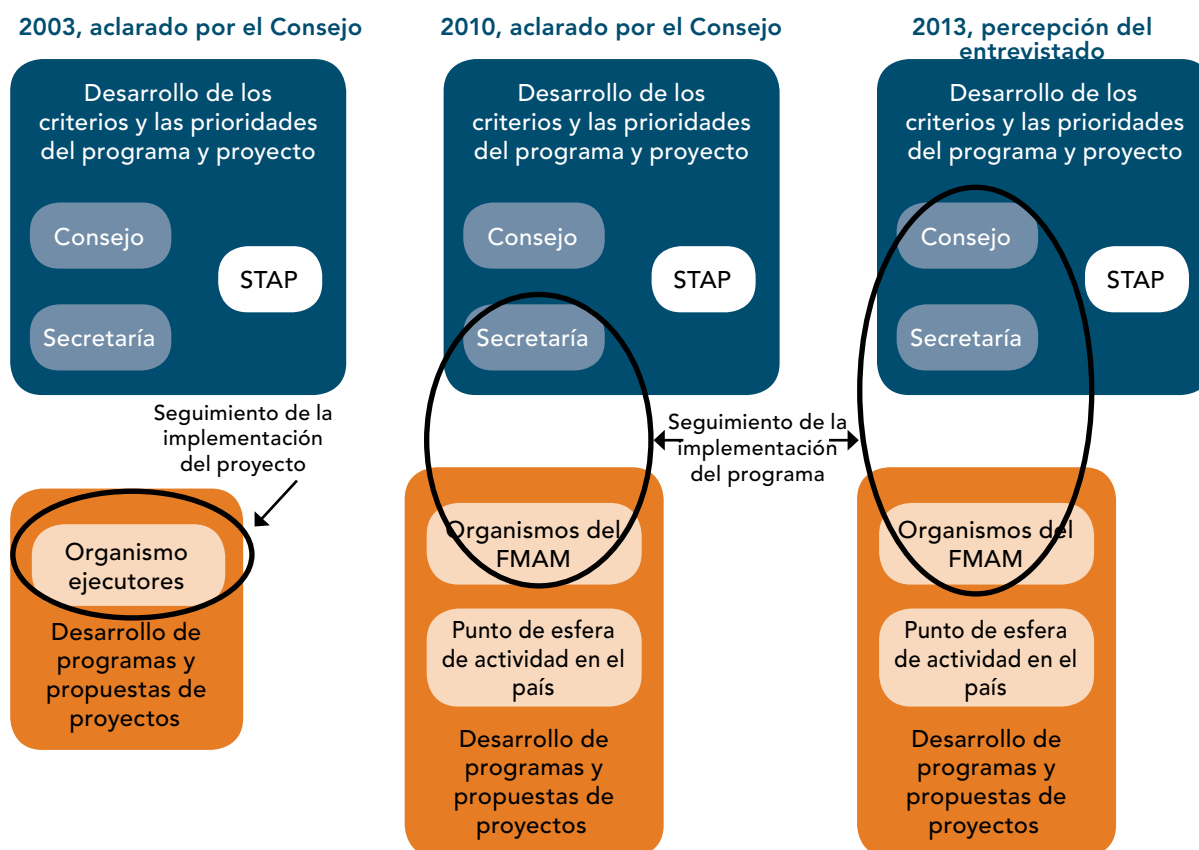 2003, aclarado por el Consejo
Desarrollo de los
criterios y las prioridades
del programa y proyecto
Consejo
STAP
Secretaría
Seguimiento de la
implementación
del proyecto
Organismo
ejecutores
Desarrollo de
programas y
propuestas de
proyectos
2010, aclarado por el Consejo
Desarrollo de los
criterios y las prioridades
del programa y proyecto
Consejo
STAP
Secretaría
Seguimiento de la
implementación
del programa
Organismos del
FMAM
Punto de esfera
de actividad en el
país
Desarrollo de
programas y
propuestas de
proyectos
2013, percepción del
entrevistado
Desarrollo de los
criterios y las prioridades
del programa y proyecto
Consejo
STAP
Secretaría
Organismos del
FMAM
Punto de esfera
de actividad en el
país
Desarrollo de
programas y
propuestas de
proyectos